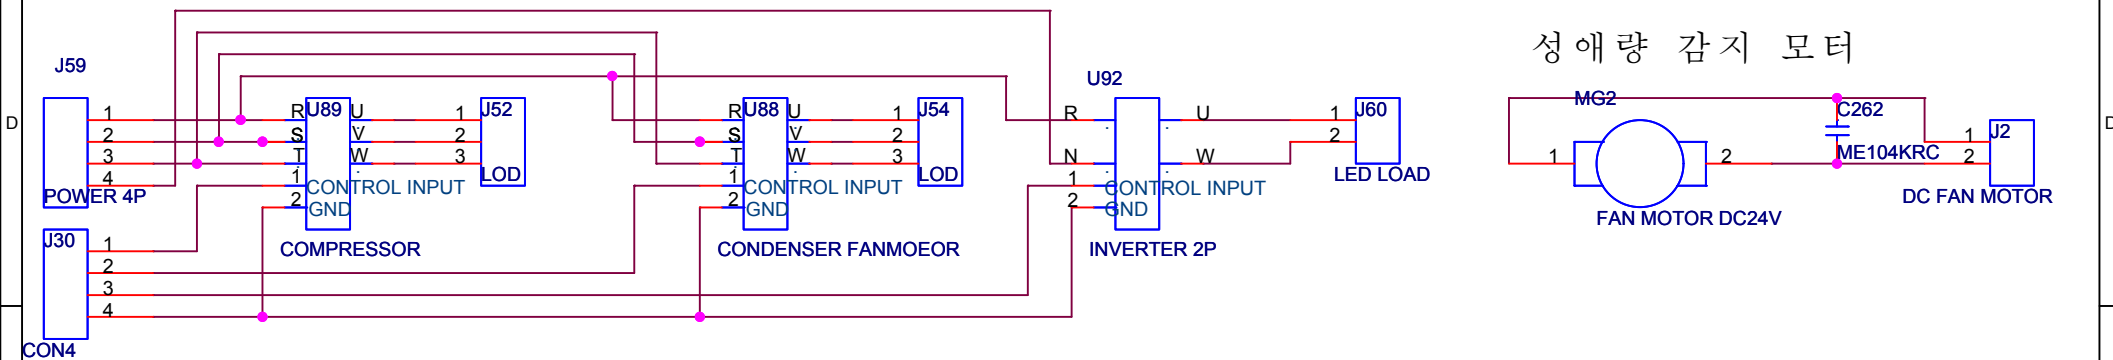 성애량 감지 모터
J59
1
2
3
4
POWER 4P
J30
1
2
3
4
CON4
U89
R
S
T
1
2
U
V
W
CONTROL INPUT
GND
COMPRESSOR
1
2
3
J52
LOD
U88
R
S
T
1
2
U
V
W
CONTROL INPUT
GND
CONDENSER FANMOEOR
1
2
3
J54
LOD
U92
R
N
1
2
U
W
CONTROL INPUT
GND
INVERTER 2P
1
2
J60
LED LOAD
MG2
1
2
FAN MOTOR DC24V
C262
ME104KRC
1
2
J2
DC FAN MOTOR
D
D